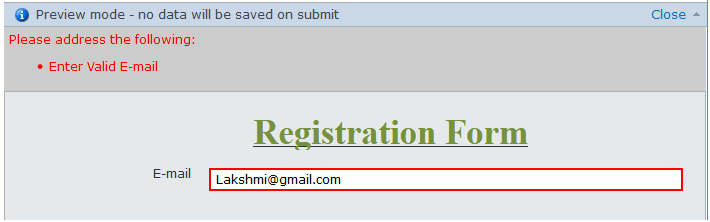 Preview mode - no data will be saved on submit Close
Please address the following:
• Enter Valid E-mail
Registration Form
E-mail Lakshmi@gmail.com